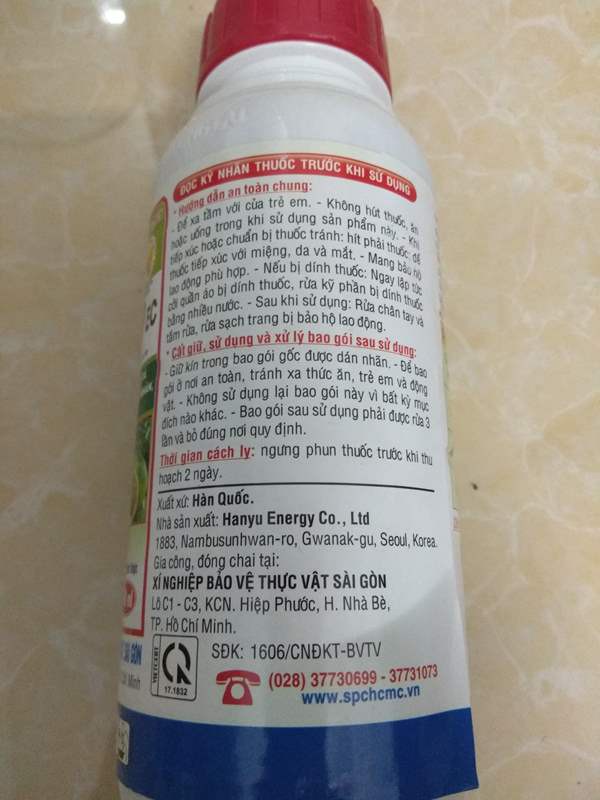 ĐỌC KỸ NHÃN THUỐC TRƯỚC KHI SỬ DỤNG
* Hướng dẫn an toàn chung:
- Để xa tầm với của trẻ em. - Không hút thuốc, ăn
hoặc uống trong khi sử dụng sản phẩm này. - Khi
tiếp xúc hoặc chuẩn bị thuốc tránh: hít phải thuốc; để
thuốc tiếp xúc với miệng, da và mắt. - Mang bảo hộ
lao động phù hợp. - Nếu bị dính thuốc: Ngay lập tức
cởi quần áo bị dính thuốc, rửa kỹ phần bị dính thuốc
bằng nhiều nước. - Sau khi sử dụng: Rửa chân tay và
tắm rửa, rửa sạch trang bị bảo hộ lao động.
* Cất giữ, sử dụng và xử lý bao gói sau sử dụng:
- Giữ kín trong bao gói gốc được dán nhãn. - Để bao
gói ở nơi an toàn, tránh xa thức ăn, trẻ em và động
vật. - Không sử dụng lại bao gói này vì bất kỳ mục
đích nào khác. - Bao gói sau sử dụng phải được rửa 3
lần và bỏ đúng nơi quy định.
Thời gian cách ly: ngưng phun thuốc trước khi thu
hoạch 2 ngày.
Xuất xứ: Hàn Quốc.
Nhà sản xuất: Hanyu Energy Co., Ltd
1883, Nambusunhwan-ro, Gwanak-gu, Seoul, Korea.
Gia công, đóng chai tại:
XÍ NGHIỆP BẢO VỆ THỰC VẬT SÀI GÒN
Lô C1 - C3, KCN. Hiệp Phước, H. Nhà Bè,
TP. Hồ Chí Minh.
VIETCERT
17.1832
SĐK: 1606/CNĐKT-BVTV
(028) 37730699 - 37731073
www.spchcmc.vn
EC
SÀI GÒN
Minh